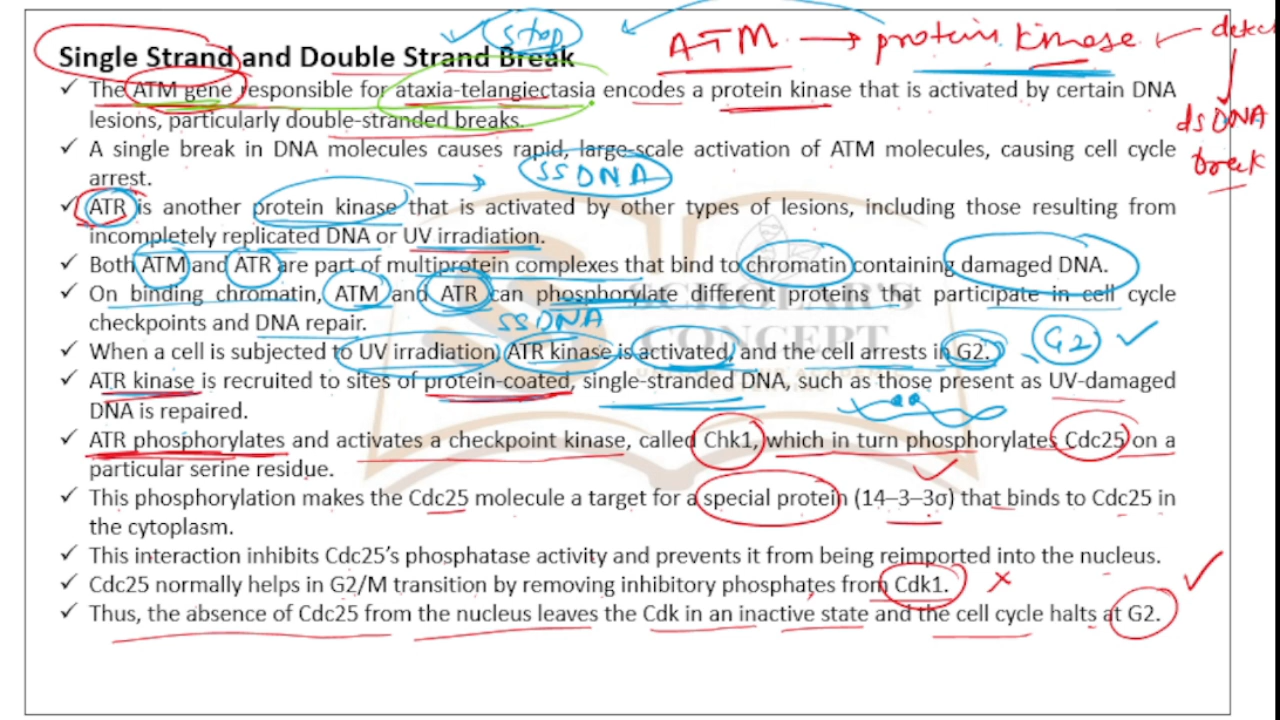 stop
ATM → protein kinase detec
dsDNA
break
Single Strand and Double Strand Break
✓ The ATM gene responsible for ataxia-telangiectasia encodes a protein kinase that is activated by certain DNA
lesions, particularly double-stranded breaks.
✓ A single break in DNA molecules causes rapid, large-scale activation of ATM molecules, causing cell cycle
arrest.
ssDNA
✓ ATR is another protein kinase that is activated by other types of lesions, including those resulting from
incompletely replicated DNA or UV irradiation.
✓ Both ATM and ATR are part of multiprotein complexes that bind to chromatin containing damaged DNA.
✓ On binding chromatin, ATM and ATR can phosphorylate different proteins that participate in cell cycle
checkpoints and DNA repair.
ssDNA
SCHOLAR'S
CONCEPT
✓ When a cell is subjected to UV irradiation, ATR kinase is activated, and the cell arrests in G2.
G2 ✓
✓ ATR kinase is recruited to sites of protein-coated, single-stranded DNA, such as those present as UV-damaged
DNA is repaired.
✓ ATR phosphorylates and activates a checkpoint kinase, called Chk1, which in turn phosphorylates Cdc25 on a
particular serine residue.
✓ This phosphorylation makes the Cdc25 molecule a target for a special protein (14–3–3σ) that binds to Cdc25 in
the cytoplasm.
✓ This interaction inhibits Cdc25's phosphatase activity and prevents it from being reimported into the nucleus.
✓ Cdc25 normally helps in G2/M transition by removing inhibitory phosphates from Cdk1.
✓ Thus, the absence of Cdc25 from the nucleus leaves the Cdk in an inactive state and the cell cycle halts at G2.